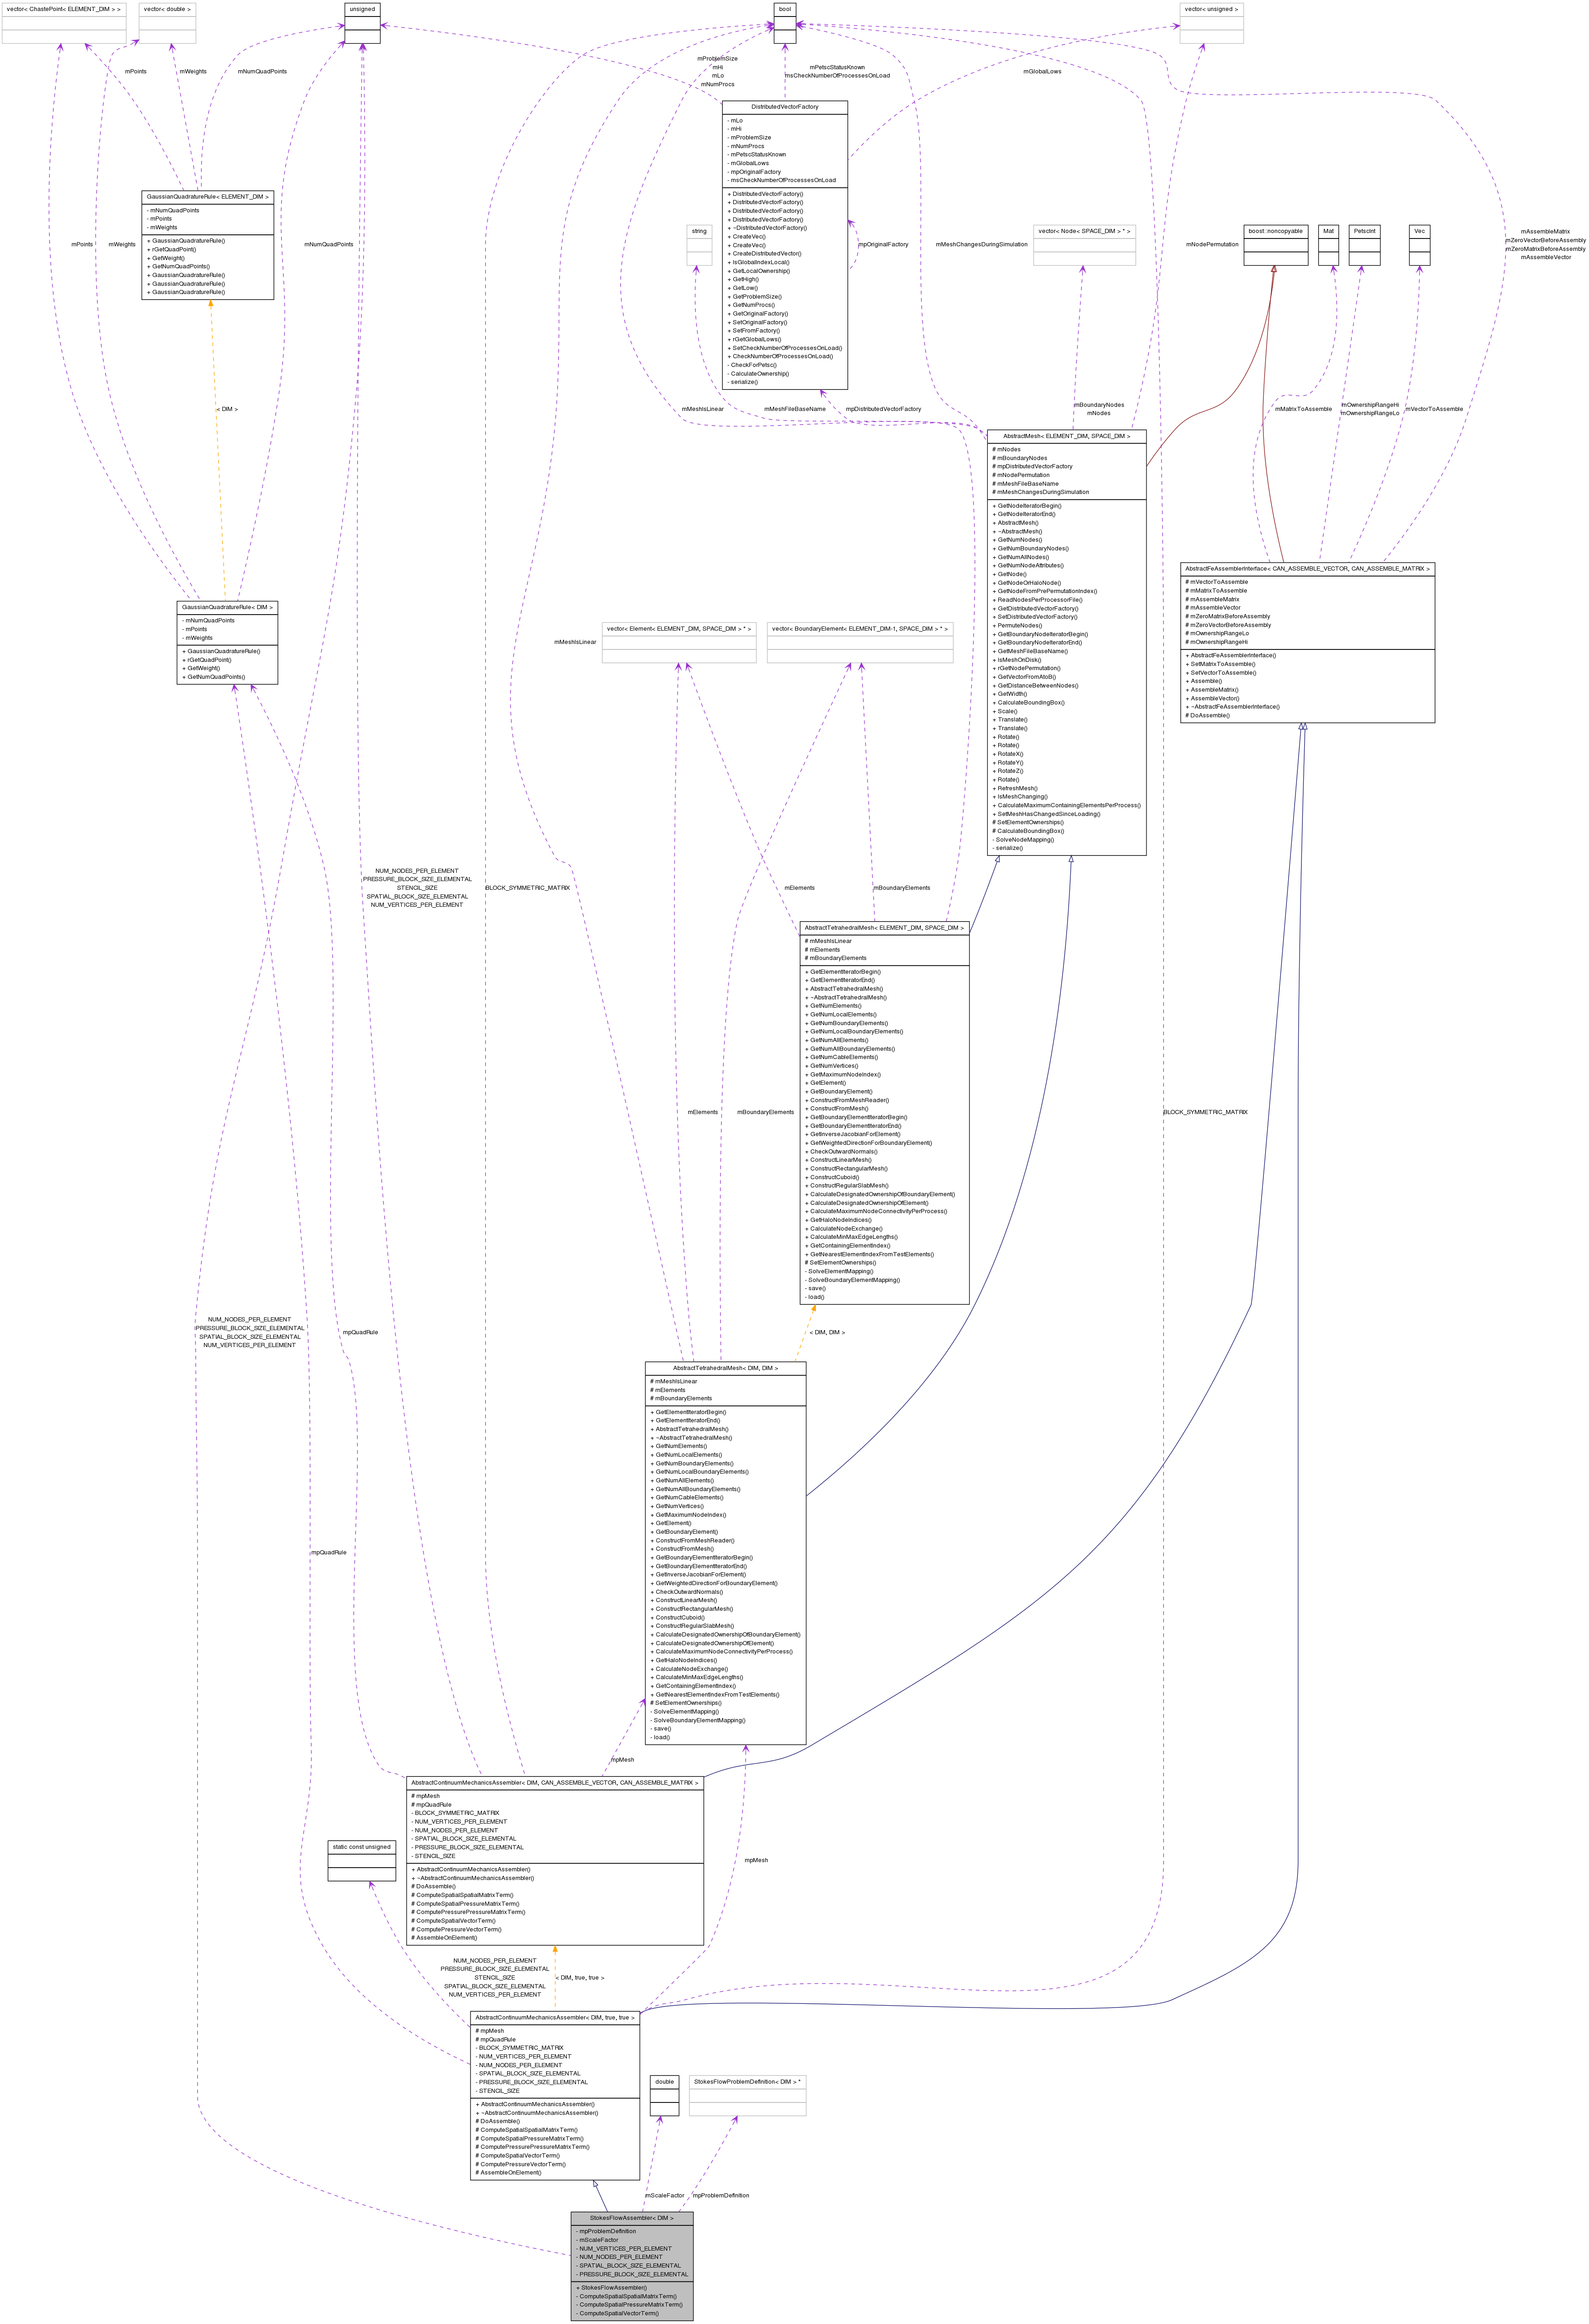 vector< ChastePoint< ELEMENT_DIM > >
vector< double >
unsigned
bool
vector< unsigned >
mPoints
mWeights
mNumQuadPoints
mProblemSize
mHi
mLo
mNumProcs
mPetscStatusKnown
msCheckNumberOfProcessesOnLoad
mGlobalLows
DistributedVectorFactory
- mLo
- mHi
- mProblemSize
- mNumProcs
- mPetscStatusKnown
- mGlobalLows
- mpOriginalFactory
- msCheckNumberOfProcessesOnLoad
+ DistributedVectorFactory()
+ DistributedVectorFactory()
+ DistributedVectorFactory()
+ DistributedVectorFactory()
+ ~DistributedVectorFactory()
+ CreateVec()
+ CreateVec()
+ CreateDistributedVector()
+ IsGlobalIndexLocal()
+ GetLocalOwnership()
+ GetHigh()
+ GetLow()
+ GetProblemSize()
+ GetNumProcs()
+ GetOriginalFactory()
+ SetOriginalFactory()
+ SetFromFactory()
+ rGetGlobalLows()
+ SetCheckNumberOfProcessesOnLoad()
+ CheckNumberOfProcessesOnLoad()
- CheckForPetsc()
- CalculateOwnership()
- serialize()
GaussianQuadratureRule< ELEMENT_DIM >
- mNumQuadPoints
- mPoints
- mWeights
+ GaussianQuadratureRule()
+ rGetQuadPoint()
+ GetWeight()
+ GetNumQuadPoints()
+ GaussianQuadratureRule()
+ GaussianQuadratureRule()
+ GaussianQuadratureRule()
mPoints
mWeights
mNumQuadPoints
string
mpOriginalFactory
mMeshChangesDuringSimulation
vector< Node< SPACE_DIM > * >
mNodePermutation
boost::noncopyable
Mat
PetscInt
Vec
mAssembleMatrix
mZeroVectorBeforeAssembly
mZeroMatrixBeforeAssembly
mAssembleVector
< DIM >
mMeshIsLinear
mMeshFileBaseName
mpDistributedVectorFactory
mBoundaryNodes
mNodes
mMatrixToAssemble
mOwnershipRangeHi
mOwnershipRangeLo
mVectorToAssemble
AbstractMesh< ELEMENT_DIM, SPACE_DIM >
# mNodes
# mBoundaryNodes
# mpDistributedVectorFactory
# mNodePermutation
# mMeshFileBaseName
# mMeshChangesDuringSimulation
+ GetNodeIteratorBegin()
+ GetNodeIteratorEnd()
+ AbstractMesh()
+ ~AbstractMesh()
+ GetNumNodes()
+ GetNumBoundaryNodes()
+ GetNumAllNodes()
+ GetNumNodeAttributes()
+ GetNode()
+ GetNodeOrHaloNode()
+ GetNodeFromPrePermutationIndex()
+ ReadNodesPerProcessorFile()
+ GetDistributedVectorFactory()
+ SetDistributedVectorFactory()
+ PermuteNodes()
+ GetBoundaryNodeIteratorBegin()
+ GetBoundaryNodeIteratorEnd()
+ GetMeshFileBaseName()
+ IsMeshOnDisk()
+ rGetNodePermutation()
+ GetVectorFromAtoB()
+ GetDistanceBetweenNodes()
+ GetWidth()
+ CalculateBoundingBox()
+ Scale()
+ Translate()
+ Translate()
+ Rotate()
+ Rotate()
+ RotateX()
+ RotateY()
+ RotateZ()
+ Rotate()
+ RefreshMesh()
+ IsMeshChanging()
+ CalculateMaximumContainingElementsPerProcess()
+ SetMeshHasChangedSinceLoading()
# SetElementOwnerships()
# CalculateBoundingBox()
- SolveNodeMapping()
- serialize()
AbstractFeAssemblerInterface< CAN_ASSEMBLE_VECTOR, CAN_ASSEMBLE_MATRIX >
# mVectorToAssemble
# mMatrixToAssemble
# mAssembleMatrix
# mAssembleVector
# mZeroMatrixBeforeAssembly
# mZeroVectorBeforeAssembly
# mOwnershipRangeLo
# mOwnershipRangeHi
+ AbstractFeAssemblerInterface()
+ SetMatrixToAssemble()
+ SetVectorToAssemble()
+ Assemble()
+ AssembleMatrix()
+ AssembleVector()
+ ~AbstractFeAssemblerInterface()
# DoAssemble()
GaussianQuadratureRule< DIM >
- mNumQuadPoints
- mPoints
- mWeights
+ GaussianQuadratureRule()
+ rGetQuadPoint()
+ GetWeight()
+ GetNumQuadPoints()
mMeshIsLinear
vector< Element< ELEMENT_DIM, SPACE_DIM > * >
vector< BoundaryElement< ELEMENT_DIM-1, SPACE_DIM > * >
NUM_NODES_PER_ELEMENT
PRESSURE_BLOCK_SIZE_ELEMENTAL
STENCIL_SIZE
SPATIAL_BLOCK_SIZE_ELEMENTAL
NUM_VERTICES_PER_ELEMENT
BLOCK_SYMMETRIC_MATRIX
mElements
mBoundaryElements
AbstractTetrahedralMesh< ELEMENT_DIM, SPACE_DIM >
# mMeshIsLinear
# mElements
# mBoundaryElements
+ GetElementIteratorBegin()
+ GetElementIteratorEnd()
+ AbstractTetrahedralMesh()
+ ~AbstractTetrahedralMesh()
+ GetNumElements()
+ GetNumLocalElements()
+ GetNumBoundaryElements()
+ GetNumLocalBoundaryElements()
+ GetNumAllElements()
+ GetNumAllBoundaryElements()
+ GetNumCableElements()
+ GetNumVertices()
+ GetMaximumNodeIndex()
+ GetElement()
+ GetBoundaryElement()
+ ConstructFromMeshReader()
+ ConstructFromMesh()
+ GetBoundaryElementIteratorBegin()
+ GetBoundaryElementIteratorEnd()
+ GetInverseJacobianForElement()
+ GetWeightedDirectionForBoundaryElement()
+ CheckOutwardNormals()
+ ConstructLinearMesh()
+ ConstructRectangularMesh()
+ ConstructCuboid()
+ ConstructRegularSlabMesh()
+ CalculateDesignatedOwnershipOfBoundaryElement()
+ CalculateDesignatedOwnershipOfElement()
+ CalculateMaximumNodeConnectivityPerProcess()
+ GetHaloNodeIndices()
+ CalculateNodeExchange()
+ CalculateMinMaxEdgeLengths()
+ GetContainingElementIndex()
+ GetNearestElementIndexFromTestElements()
# SetElementOwnerships()
- SolveElementMapping()
- SolveBoundaryElementMapping()
- save()
- load()
mElements
mBoundaryElements
BLOCK_SYMMETRIC_MATRIX
NUM_NODES_PER_ELEMENT
PRESSURE_BLOCK_SIZE_ELEMENTAL
SPATIAL_BLOCK_SIZE_ELEMENTAL
NUM_VERTICES_PER_ELEMENT
mpQuadRule
< DIM, DIM >
AbstractTetrahedralMesh< DIM, DIM >
# mMeshIsLinear
# mElements
# mBoundaryElements
+ GetElementIteratorBegin()
+ GetElementIteratorEnd()
+ AbstractTetrahedralMesh()
+ ~AbstractTetrahedralMesh()
+ GetNumElements()
+ GetNumLocalElements()
+ GetNumBoundaryElements()
+ GetNumLocalBoundaryElements()
+ GetNumAllElements()
+ GetNumAllBoundaryElements()
+ GetNumCableElements()
+ GetNumVertices()
+ GetMaximumNodeIndex()
+ GetElement()
+ GetBoundaryElement()
+ ConstructFromMeshReader()
+ ConstructFromMesh()
+ GetBoundaryElementIteratorBegin()
+ GetBoundaryElementIteratorEnd()
+ GetInverseJacobianForElement()
+ GetWeightedDirectionForBoundaryElement()
+ CheckOutwardNormals()
+ ConstructLinearMesh()
+ ConstructRectangularMesh()
+ ConstructCuboid()
+ ConstructRegularSlabMesh()
+ CalculateDesignatedOwnershipOfBoundaryElement()
+ CalculateDesignatedOwnershipOfElement()
+ CalculateMaximumNodeConnectivityPerProcess()
+ GetHaloNodeIndices()
+ CalculateNodeExchange()
+ CalculateMinMaxEdgeLengths()
+ GetContainingElementIndex()
+ GetNearestElementIndexFromTestElements()
# SetElementOwnerships()
- SolveElementMapping()
- SolveBoundaryElementMapping()
- save()
- load()
mpQuadRule
mpMesh
AbstractContinuumMechanicsAssembler< DIM, CAN_ASSEMBLE_VECTOR, CAN_ASSEMBLE_MATRIX >
# mpMesh
# mpQuadRule
- BLOCK_SYMMETRIC_MATRIX
- NUM_VERTICES_PER_ELEMENT
- NUM_NODES_PER_ELEMENT
- SPATIAL_BLOCK_SIZE_ELEMENTAL
- PRESSURE_BLOCK_SIZE_ELEMENTAL
- STENCIL_SIZE
+ AbstractContinuumMechanicsAssembler()
+ ~AbstractContinuumMechanicsAssembler()
# DoAssemble()
# ComputeSpatialSpatialMatrixTerm()
# ComputeSpatialPressureMatrixTerm()
# ComputePressurePressureMatrixTerm()
# ComputeSpatialVectorTerm()
# ComputePressureVectorTerm()
# AssembleOnElement()
static const unsigned
mpMesh
NUM_NODES_PER_ELEMENT
PRESSURE_BLOCK_SIZE_ELEMENTAL
STENCIL_SIZE
SPATIAL_BLOCK_SIZE_ELEMENTAL
NUM_VERTICES_PER_ELEMENT
< DIM, true, true >
AbstractContinuumMechanicsAssembler< DIM, true, true >
# mpMesh
# mpQuadRule
- BLOCK_SYMMETRIC_MATRIX
- NUM_VERTICES_PER_ELEMENT
- NUM_NODES_PER_ELEMENT
- SPATIAL_BLOCK_SIZE_ELEMENTAL
- PRESSURE_BLOCK_SIZE_ELEMENTAL
- STENCIL_SIZE
+ AbstractContinuumMechanicsAssembler()
+ ~AbstractContinuumMechanicsAssembler()
# DoAssemble()
# ComputeSpatialSpatialMatrixTerm()
# ComputeSpatialPressureMatrixTerm()
# ComputePressurePressureMatrixTerm()
# ComputeSpatialVectorTerm()
# ComputePressureVectorTerm()
# AssembleOnElement()
double
StokesFlowProblemDefinition< DIM > *
mScaleFactor
mpProblemDefinition
StokesFlowAssembler< DIM >
- mpProblemDefinition
- mScaleFactor
- NUM_VERTICES_PER_ELEMENT
- NUM_NODES_PER_ELEMENT
- SPATIAL_BLOCK_SIZE_ELEMENTAL
- PRESSURE_BLOCK_SIZE_ELEMENTAL
+ StokesFlowAssembler()
- ComputeSpatialSpatialMatrixTerm()
- ComputeSpatialPressureMatrixTerm()
- ComputeSpatialVectorTerm()